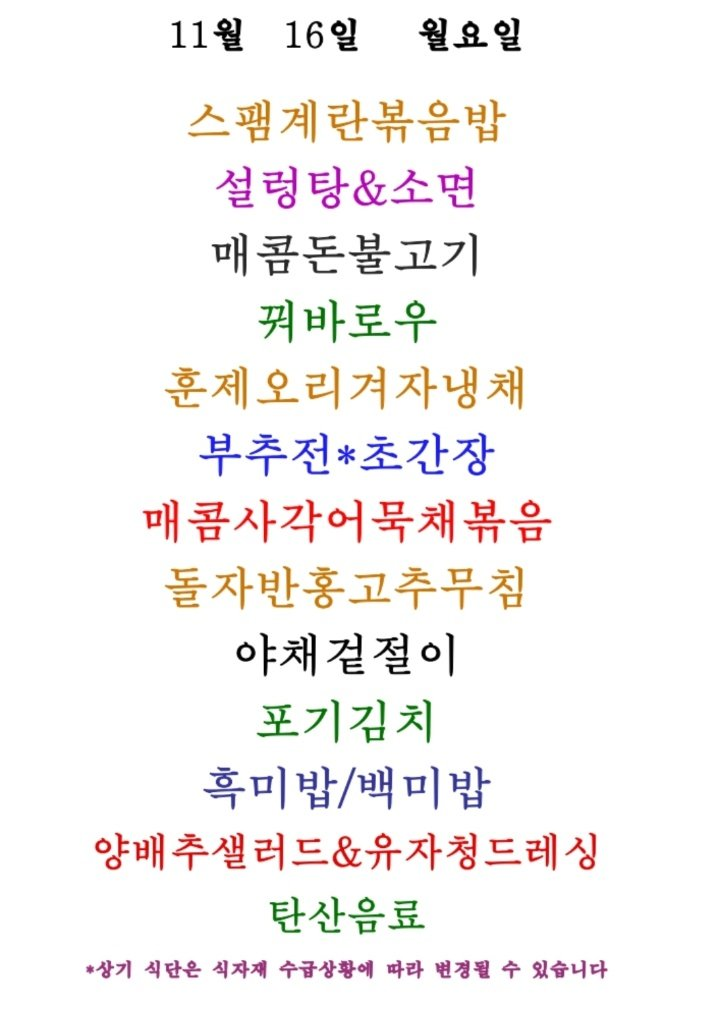 11월 16일 월요일
스팸계란볶음밥
설렁탕&소면
매콤돈불고기
꿔바로우
훈제오리겨자냉채
부추전*초간장
매콤사각어묵채볶음
돌자반홍고추무침
야채겉절이
포기김치
흑미밥/백미밥
양배추샐러드&유자청드레싱
탄산음료
*상기 식단은 식자재 수급상황에 따라 변경될 수 있습니다